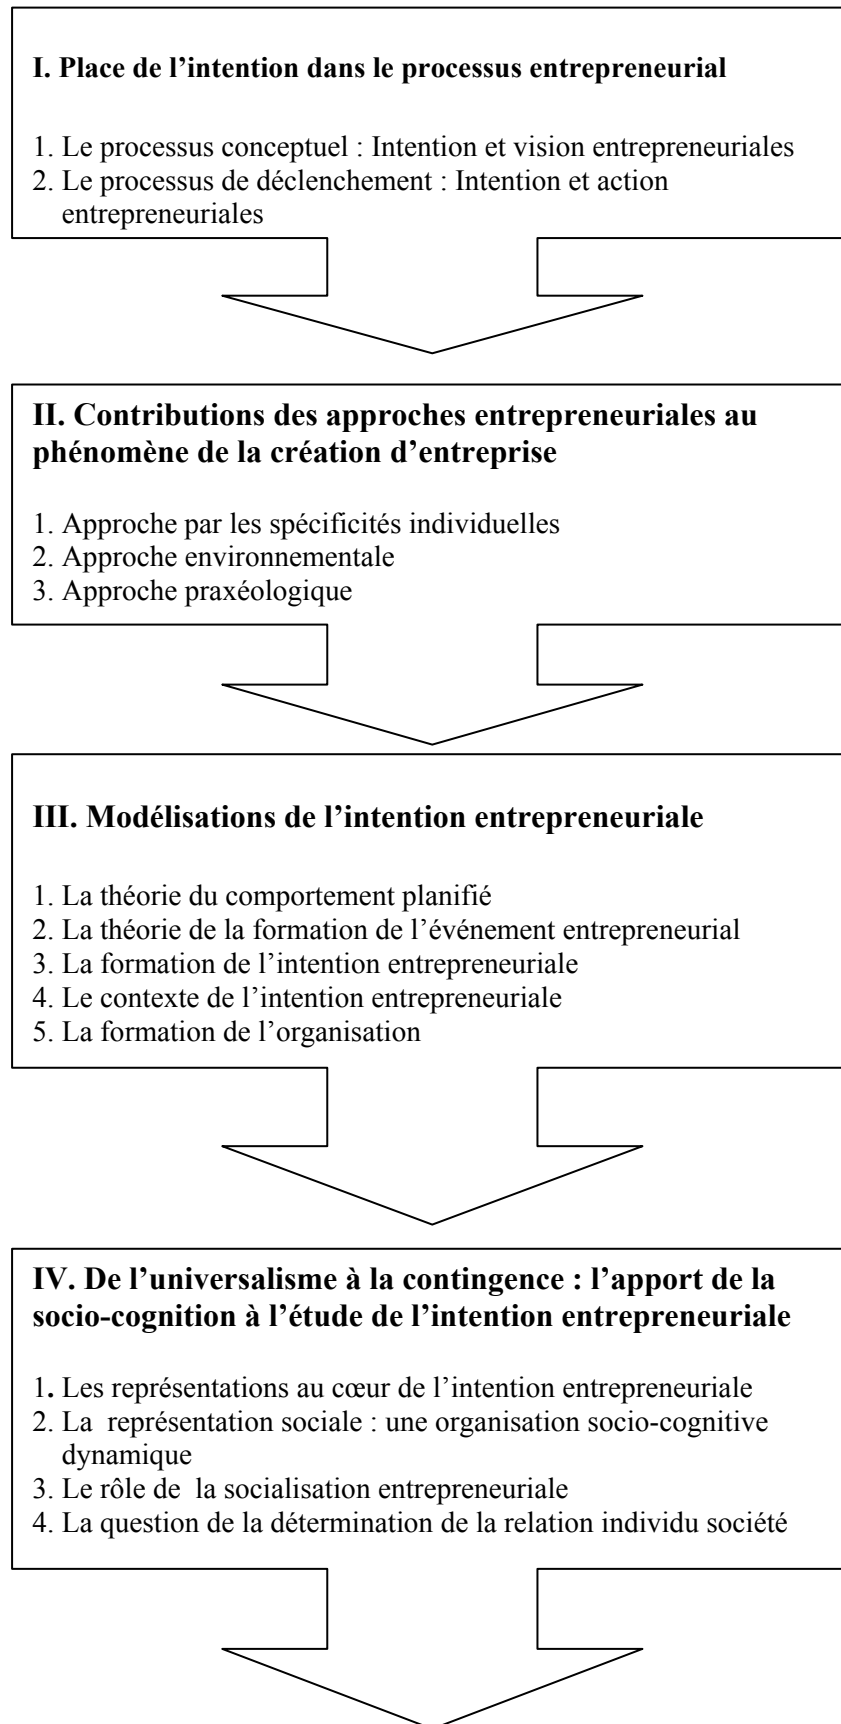 I. Place de l’intention dans le processus entrepreneurial
1. Le processus conceptuel : Intention et vision entrepreneuriales
2. Le processus de déclenchement : Intention et action
entrepreneuriales
II. Contributions des approches entrepreneuriales au
phénomène de la création d’entreprise
1. Approche par les spécificités individuelles
2. Approche environnementale
3. Approche praxéologique
III. Modélisations de l’intention entrepreneuriale
1. La théorie du comportement planifié
2. La théorie de la formation de l’événement entrepreneurial
3. La formation de l’intention entrepreneuriale
4. Le contexte de l’intention entrepreneuriale
5. La formation de l’organisation
IV. De l’universalisme à la contingence : l’apport de la
socio-cognition à l’étude de l’intention entrepreneuriale
1. Les représentations au cœur de l’intention entrepreneuriale
2. La représentation sociale : une organisation socio-cognitive
dynamique
3. Le rôle de la socialisation entrepreneuriale
4. La question de la détermination de la relation individu société